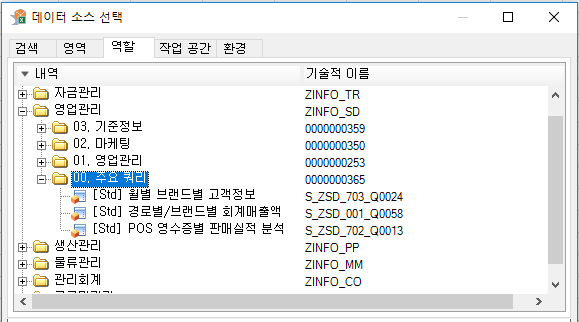 데이터 소스 선택
검색 영역 역할 작업 공간 환경
내역 기술적 이름
자금관리 ZINFO_TR
영업관리 ZINFO_SD
03. 기준정보 0000000359
02. 마케팅 0000000350
01. 영업관리 0000000253
00. 주요 쿼리 0000000365
[Std] 월별 브랜드별 고객정보 S_ZSD_703_Q0024
[Std] 경로별/브랜드별 회계매출액 S_ZSD_001_Q0058
[Std] POS 영수증별 판매실적 분석 S_ZSD_702_Q0013
생산관리 ZINFO_PP
물류관리 ZINFO_MM
관리회계 ZINFO_CO